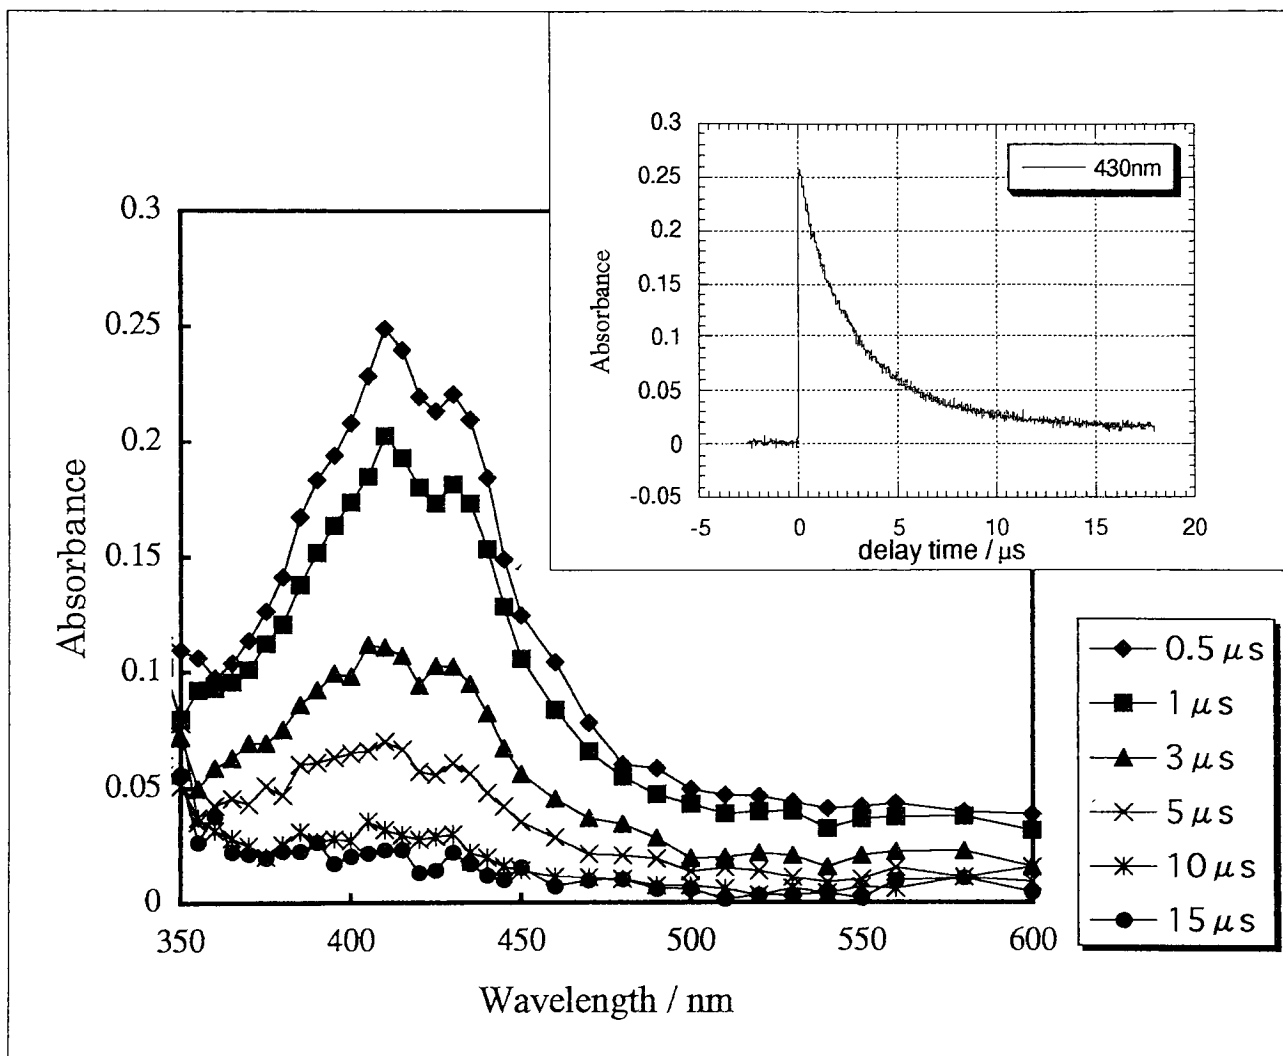 0.3
0.25
0.2
0.15
0.1
0.05
0
-0.05
-5
0
5
10
15
20
430nm
Absorbance
delay time / μs
0.3
0.25
0.2
0.15
0.1
0.05
0
350
400
450
500
550
600
Absorbance
Wavelength / nm
0.5 μs
1 μs
3 μs
5 μs
10 μs
15 μs